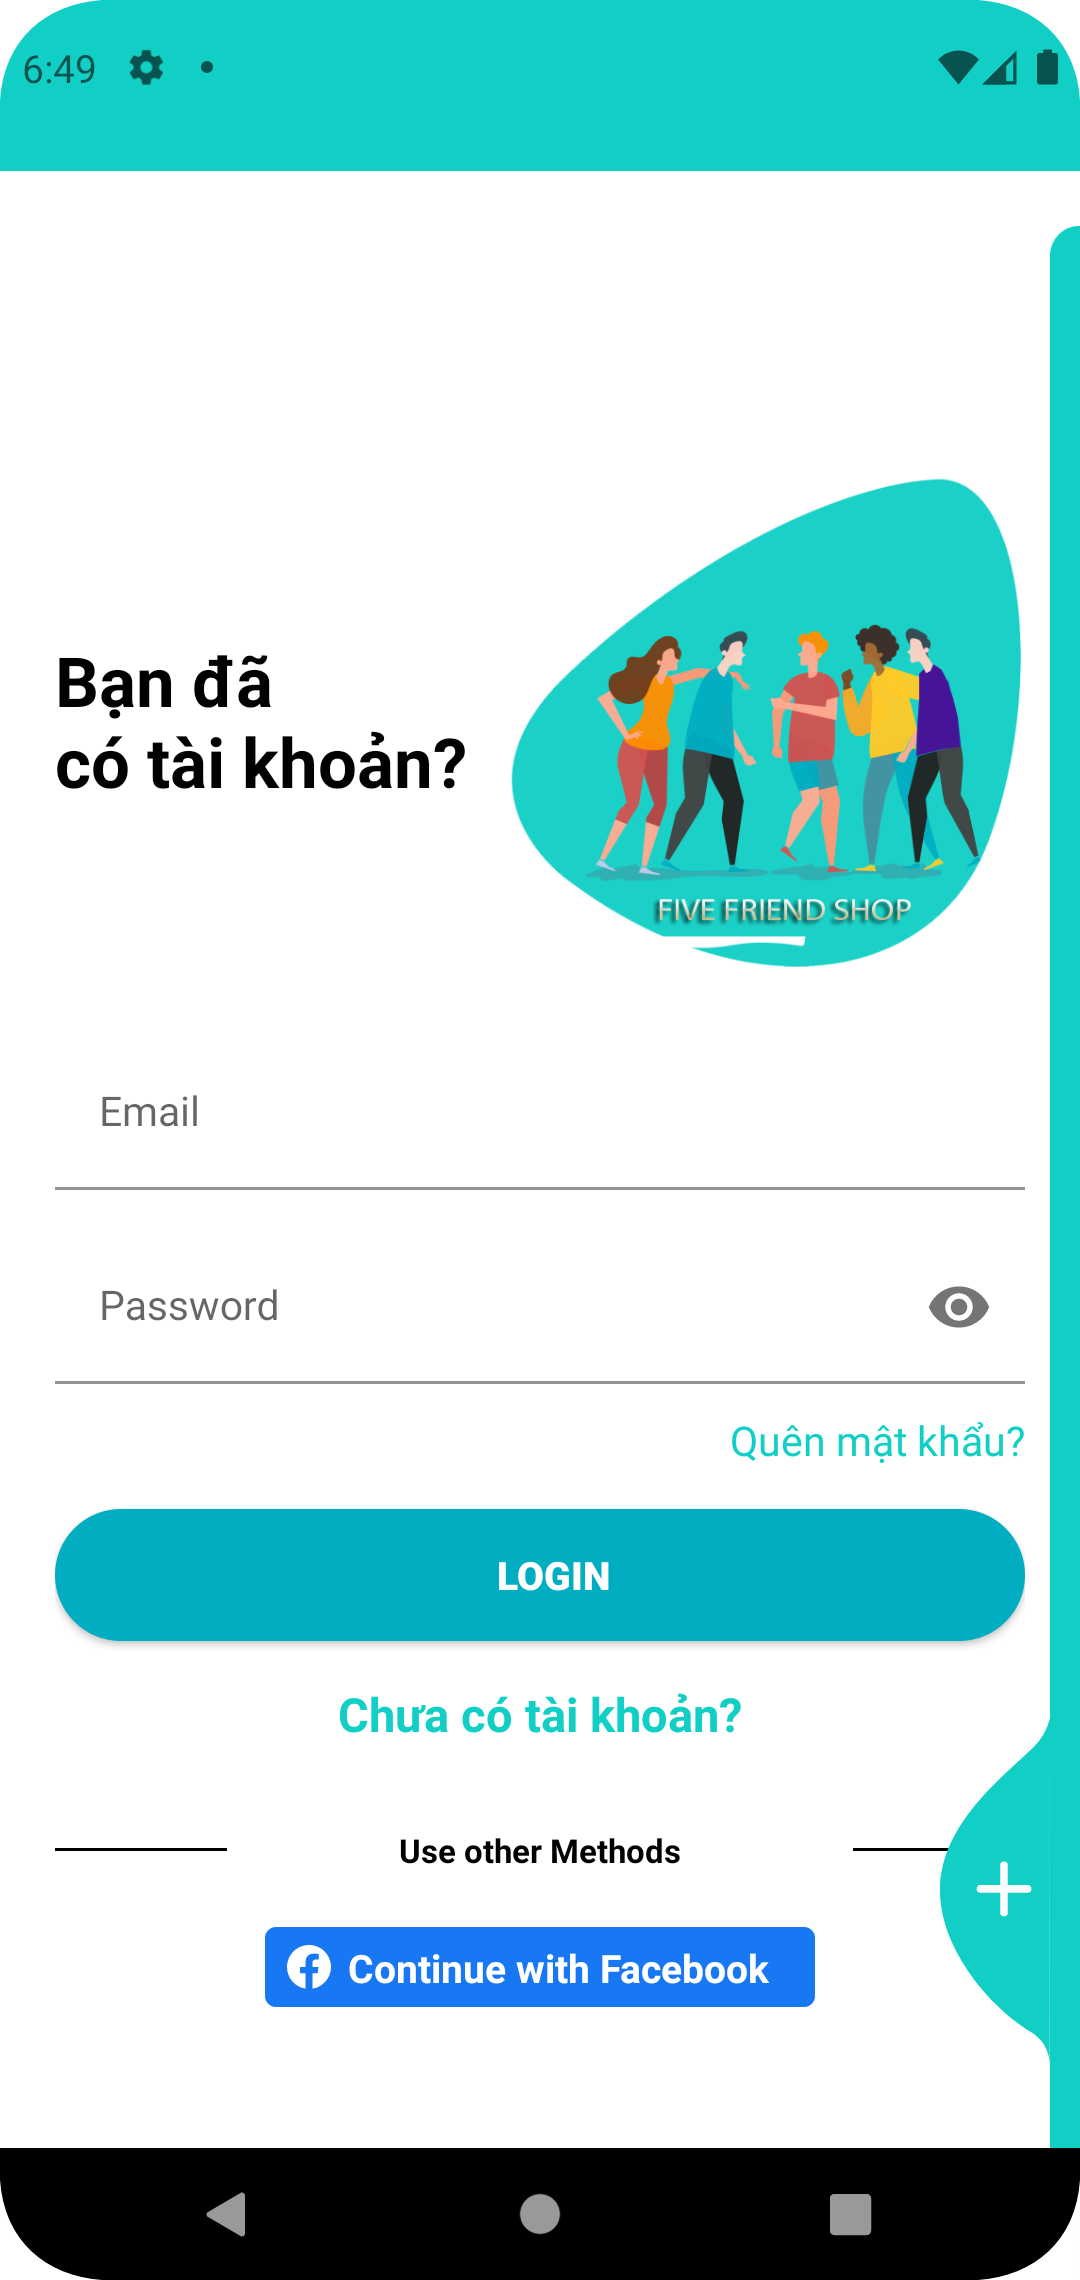 6:49
Bạn đã
có tài khoản?
FIVE FRIEND SHOP
Email
Password
Quên mật khẩu?
LOGIN
Chưa có tài khoản?
Use other Methods
Continue with Facebook